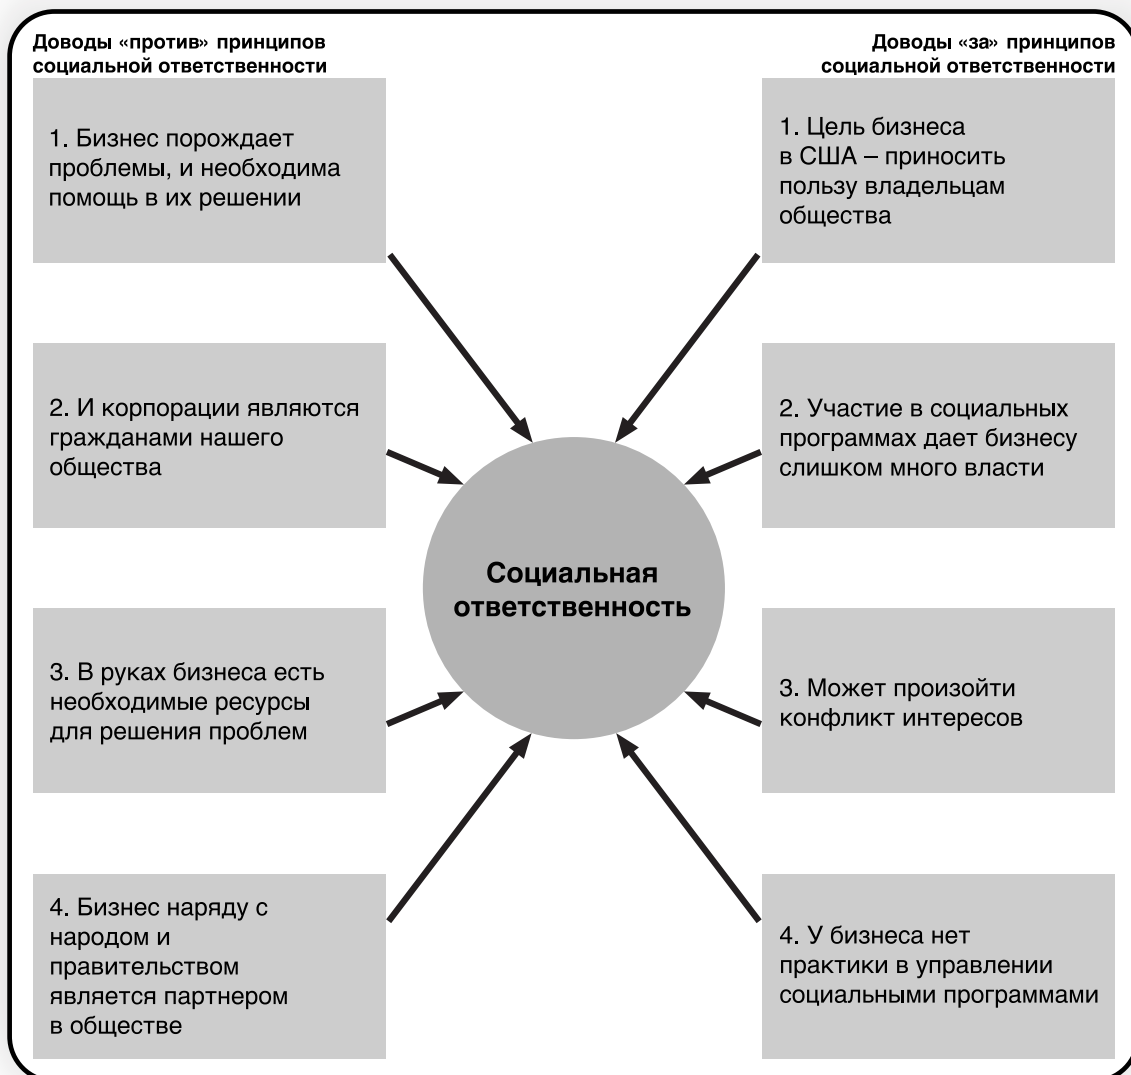 Доводы «против» принципов
социальной ответственности
1. Бизнес порождает
проблемы, и необходима
помощь в их решении
2. И корпорации являются
гражданами нашего
общества
3. В руках бизнеса есть
необходимые ресурсы
для решения проблем
4. Бизнес наряду с
народом и
правительством
является партнером
в обществе
Социальная
ответственность
Доводы «за» принципов
социальной ответственности
1. Цель бизнеса
в США – приносить
пользу владельцам
общества
2. Участие в социальных
программах дает бизнесу
слишком много власти
3. Может произойти
конфликт интересов
4. У бизнеса нет
практики в управлении
социальными программами